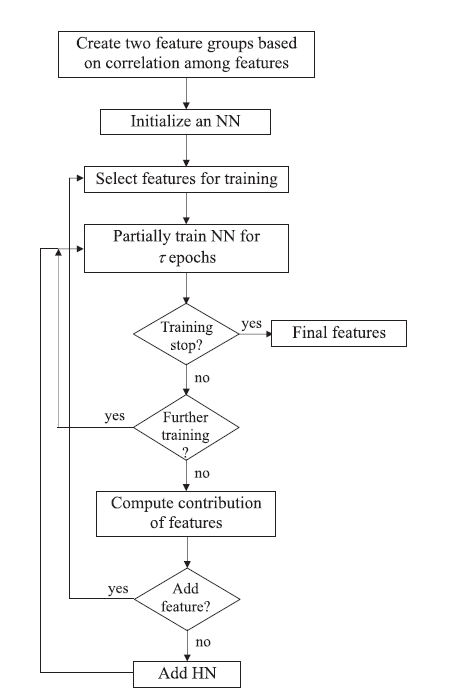 Create two feature groups based
on correlation among features
Initialize an NN
Select features for training
Partially train NN for
τ epochs
Training
stop?
yes
Final features
no
Further
training
?
yes
no
Compute contribution
of features
Add
feature?
yes
no
Add HN